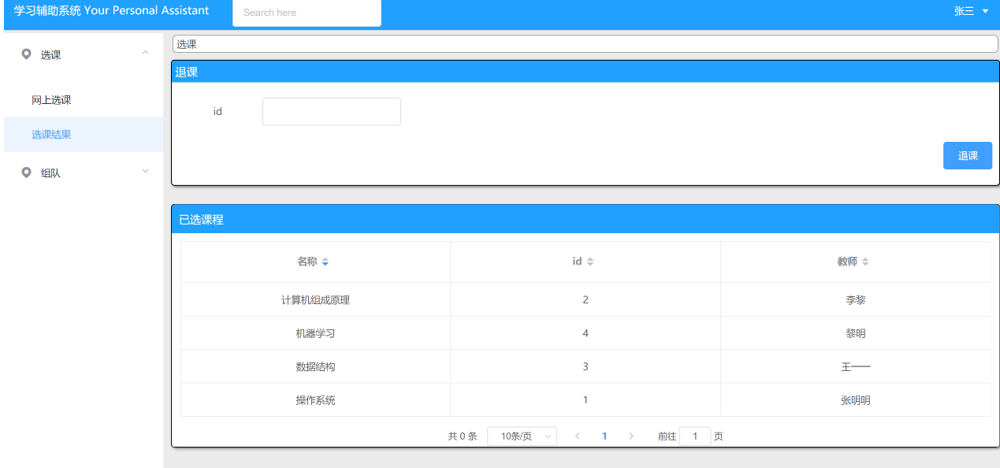 学习辅助系统 Your Personal Assistant
Search here
张三
选课
网上选课
选课结果
组队
选课
退课
id
退课
已选课程
名称 id 教师
计算机组成原理 2 李黎
机器学习 4 黎明
数据结构 3 王一一
操作系统 1 张明明
共 0 条 10条/页 1 前往 1 页